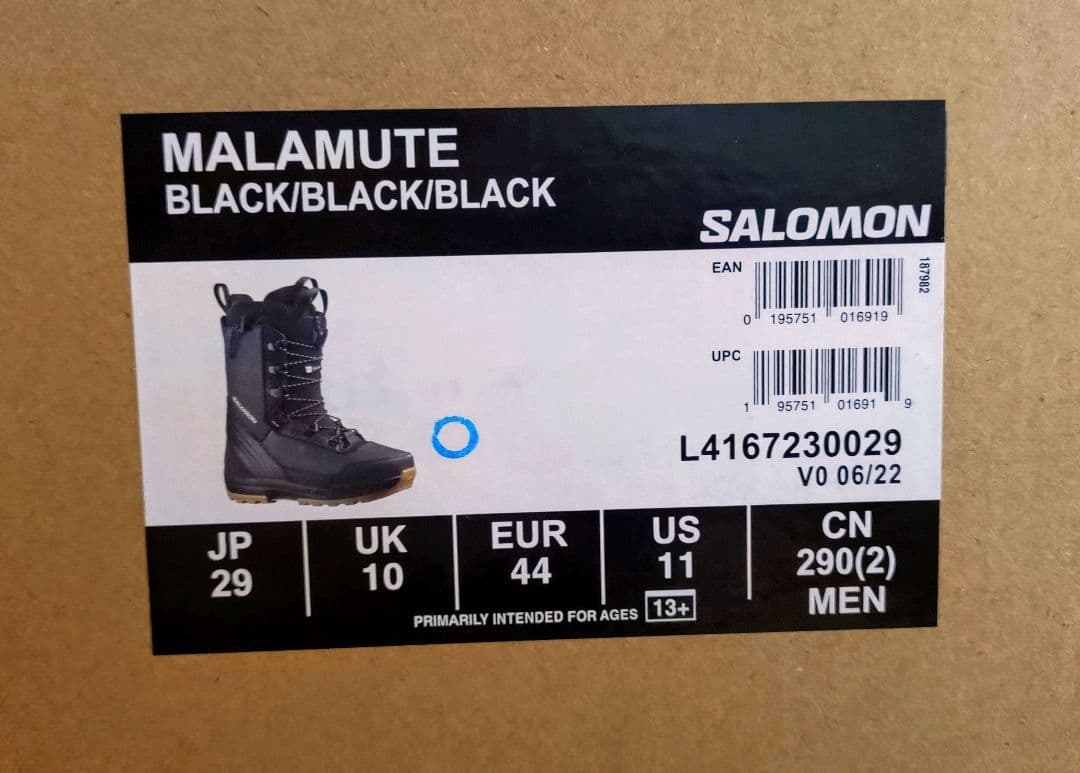 MALAMUTE
BLACK/BLACK/BLACK
SALOMON
EAN
187982
0 195751 016919
UPC
1 95751 01691 9
SALOMON
L4167230029
V0 06/22
JP
29
UK
10
EUR
44
US
11
CN
290(2)
MEN
PRIMARILY INTENDED FOR AGES 13+